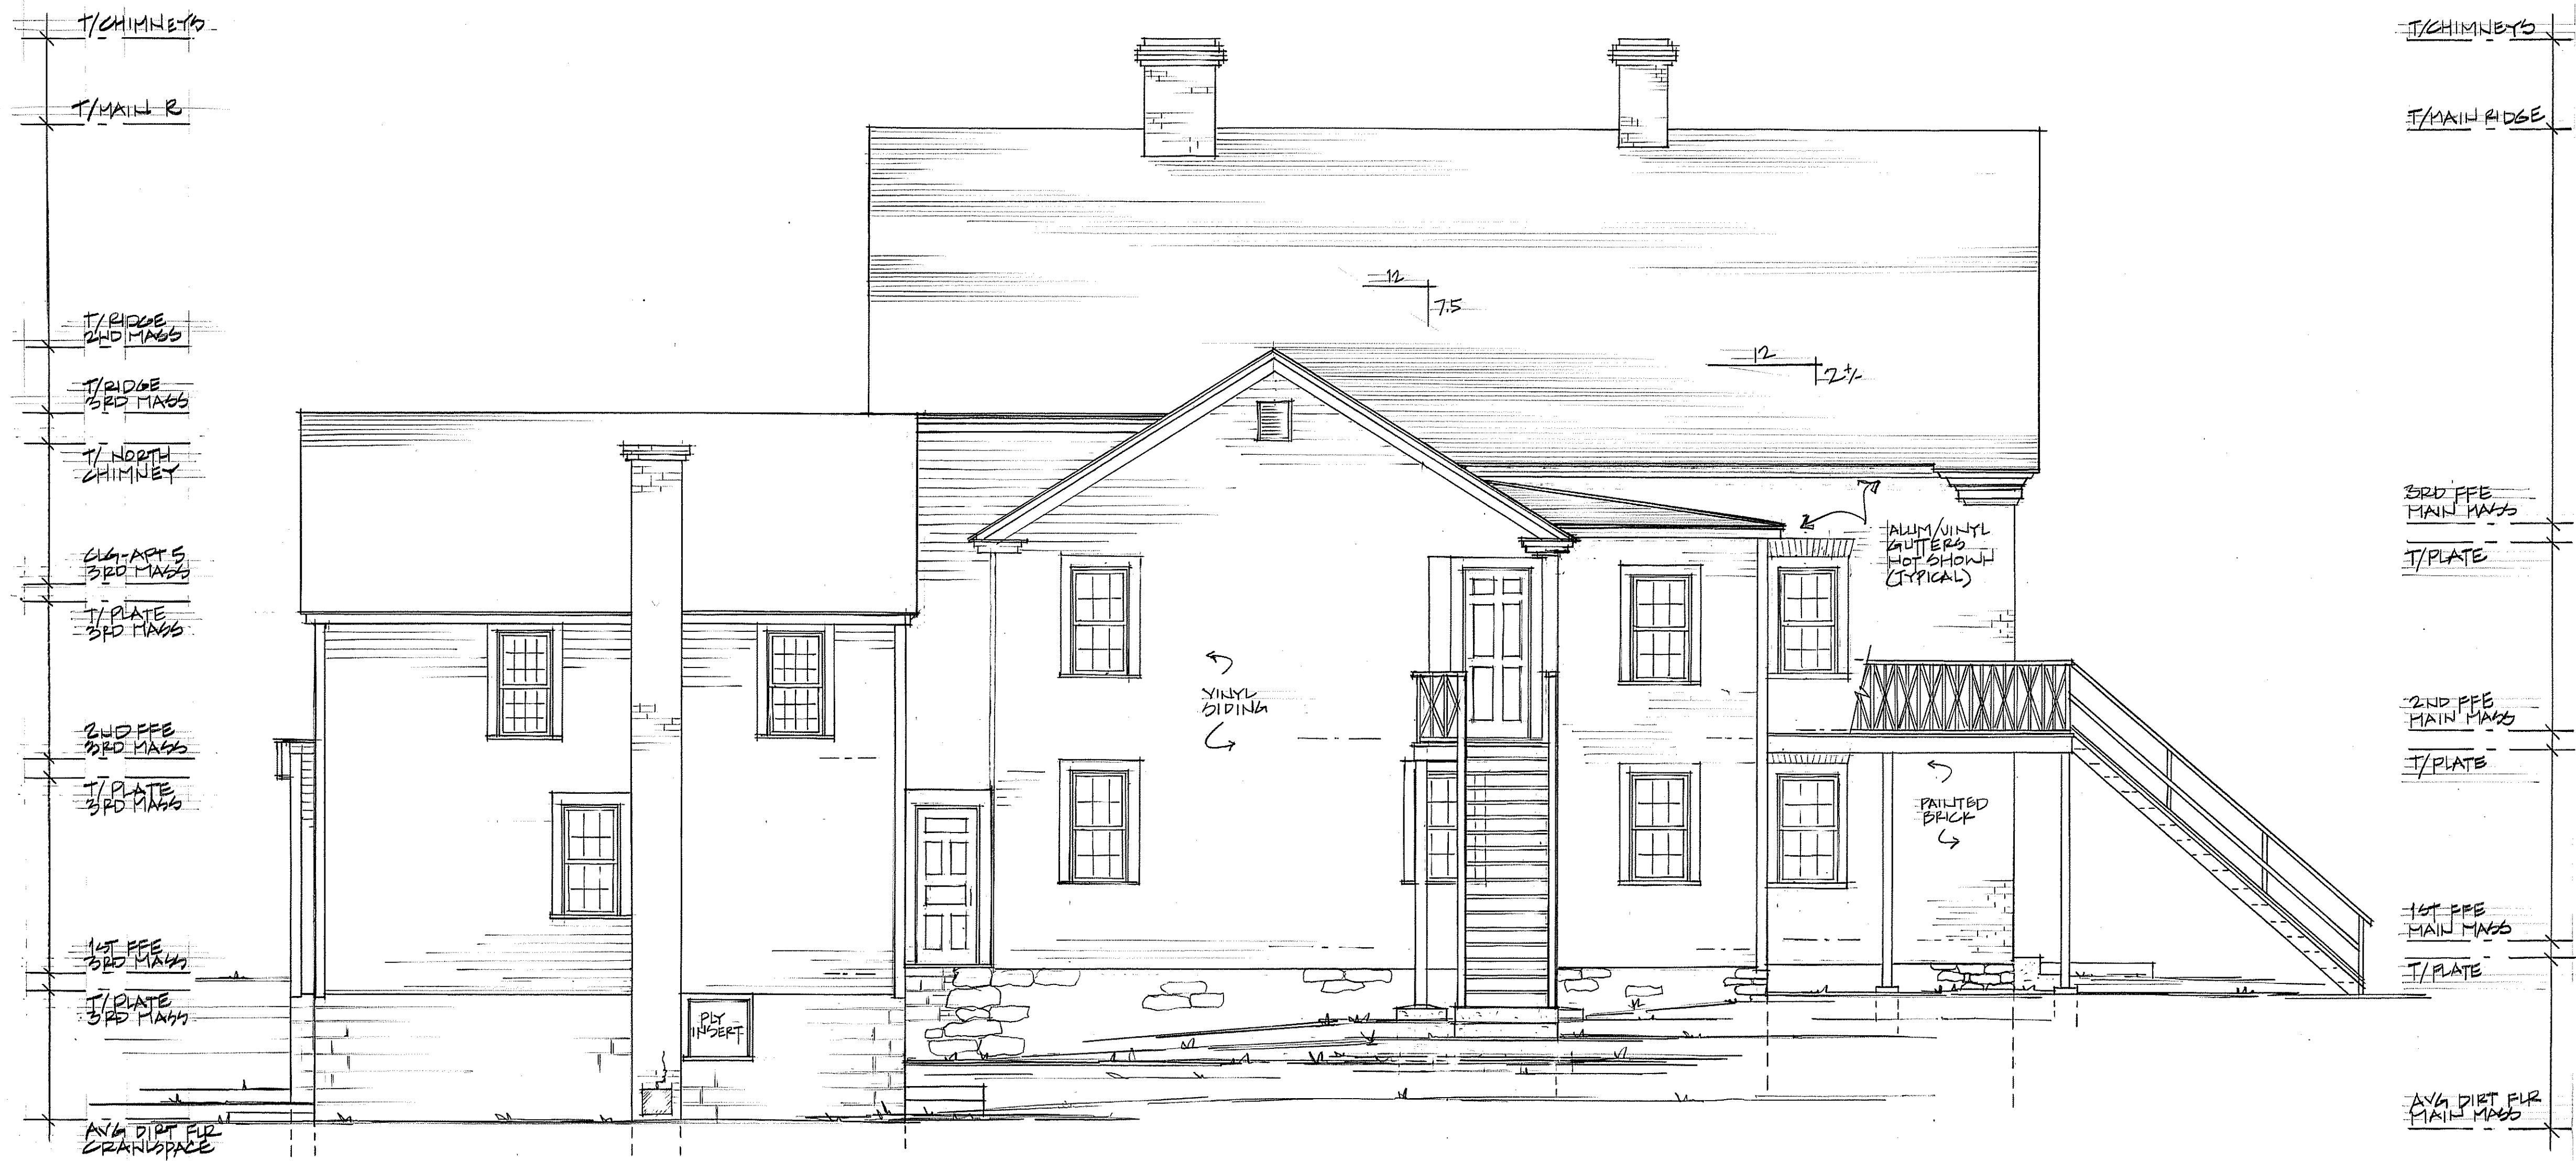 T/CHIMNEYS
T/MAIN R
T/RIDGE
2ND MASS
T/RIDGE
3RD MASS
T/ NORTH
CHIMNEY
CLG-APT 5
3RD MASS
T/PLATE
3RD MASS
2ND FFE
3RD MASS
T/PLATE
3RD MASS
1ST FFE
3RD MASS
T/PLATE
3RD MASS
AVG DIRT FLR
CRAWLSPACE
12
7.5
12
2+/-
ALUM/VINYL
GUTTERS
NOT SHOWN
(TYPICAL)
VINYL
SIDING
PAINTED
BRICK
PLY
INSERT
T/CHIMNEYS
T/MAIN RIDGE
3RD FFE
MAIN MASS
T/PLATE
2ND FFE
MAIN MASS
T/PLATE
1ST FFE
MAIN MASS
T/PLATE
AVG DIRT FLR
MAIN MASS